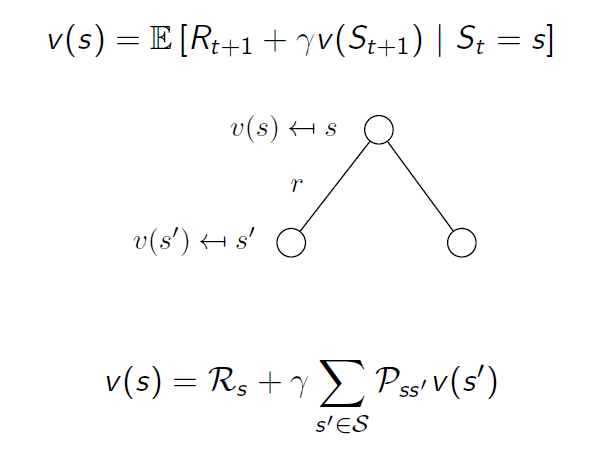 v(s) = 𝔼 [R_{t+1} + γv(S_{t+1}) | S_t = s]
v(s) ↤ s
r
v(s′) ↤ s′
v(s) = ℛ_s + γ ∑_{s′∈𝒮} 𝒫_{ss′} v(s′)